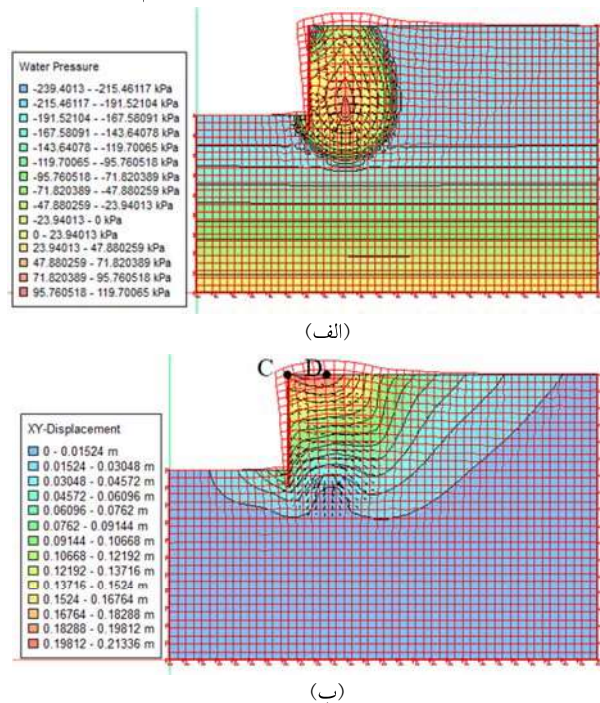 Water Pressure
-239.4013 - -215.46117 kPa
-215.46117 - -191.52104 kPa
-191.52104 - -167.58091 kPa
-167.58091 - -143.64078 kPa
-143.64078 - -119.70065 kPa
-119.70065 - -95.760518 kPa
-95.760518 - -71.820389 kPa
-71.820389 - -47.880259 kPa
-47.880259 - -23.94013 kPa
-23.94013 - 0 kPa
0 - 23.94013 kPa
23.94013 - 47.880259 kPa
47.880259 - 71.820389 kPa
71.820389 - 95.760518 kPa
95.760518 - 119.70065 kPa
(الف)
C D
XY-Displacement
0 - 0.01524 m
0.01524 - 0.03048 m
0.03048 - 0.04572 m
0.04572 - 0.06096 m
0.06096 - 0.0762 m
0.0762 - 0.09144 m
0.09144 - 0.10668 m
0.10668 - 0.12192 m
0.12192 - 0.13716 m
0.13716 - 0.1524 m
0.1524 - 0.16764 m
0.16764 - 0.18288 m
0.18288 - 0.19812 m
0.19812 - 0.21336 m
(ب)